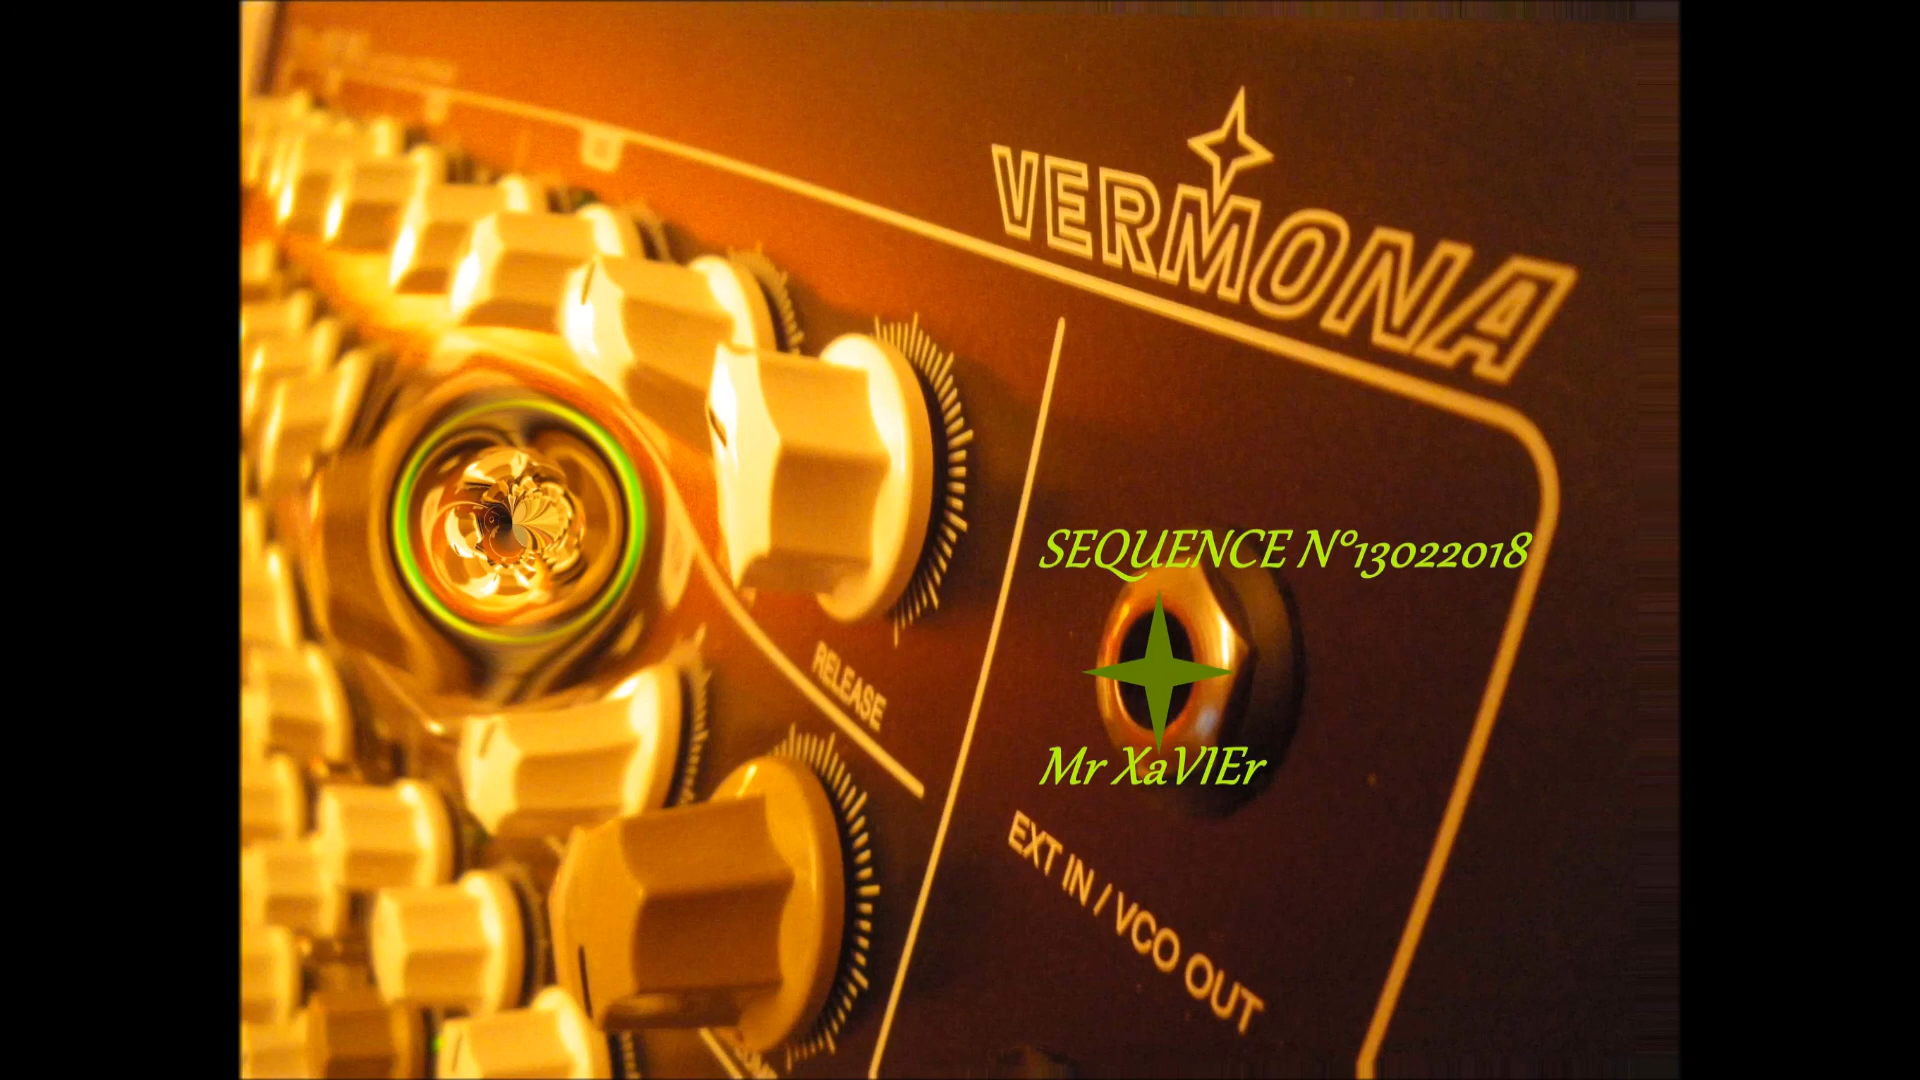 VERMONA
SEQUENCE N°13022018
RELEASE
Mr XaVIEr
EXT IN / VCO OUT